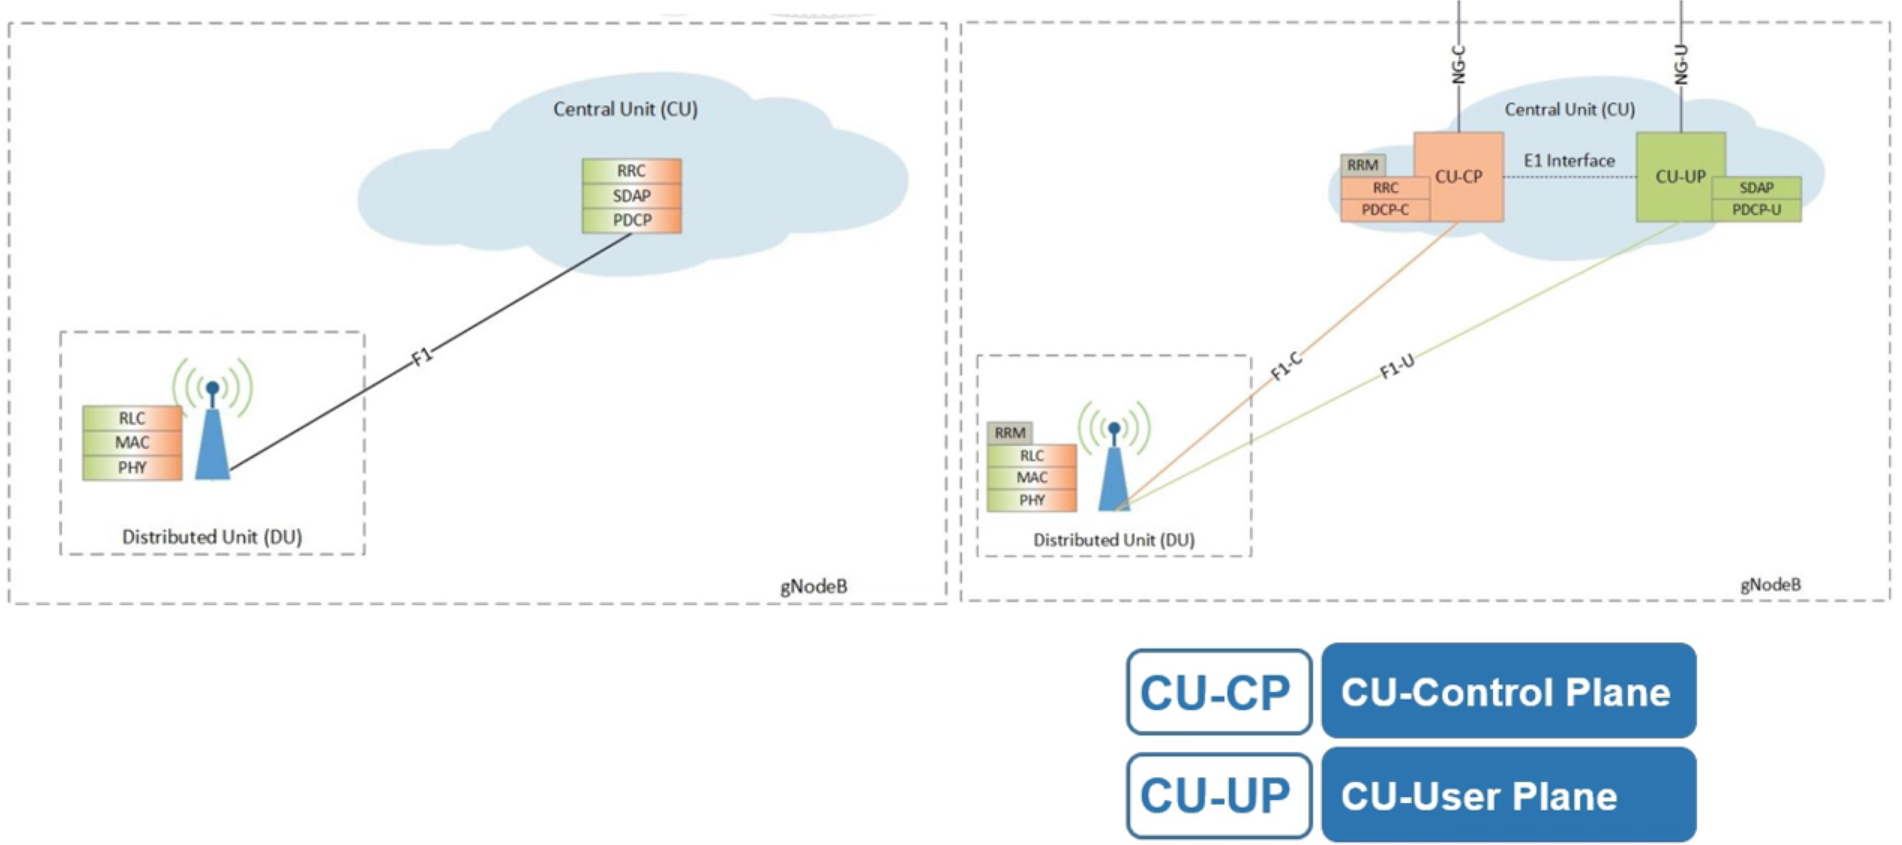 Central Unit (CU)
RRC
SDAP
PDCP
F1
RLC
MAC
PHY
Distributed Unit (DU)
gNodeB
NG-C
NG-U
Central Unit (CU)
RRM
RRC
PDCP-C
CU-CP
E1 Interface
CU-UP
SDAP
PDCP-U
F1-C
F1-U
RRM
RLC
MAC
PHY
Distributed Unit (DU)
gNodeB
CU-CP CU-Control Plane
CU-UP CU-User Plane